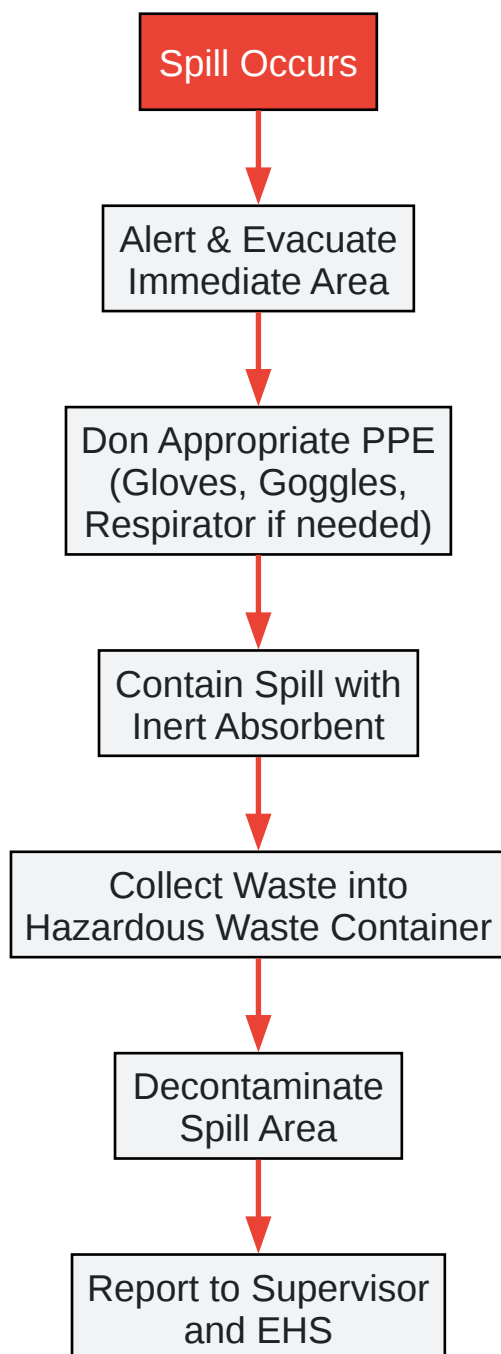 Spill Occurs
Alert & Evacuate
Immediate Area
Don Appropriate PPE
(Gloves, Goggles,
Respirator if needed)
Contain Spill with
Inert Absorbent
Collect Waste into
Hazardous Waste Container
Decontaminate
Spill Area
Report to Supervisor
and EHS